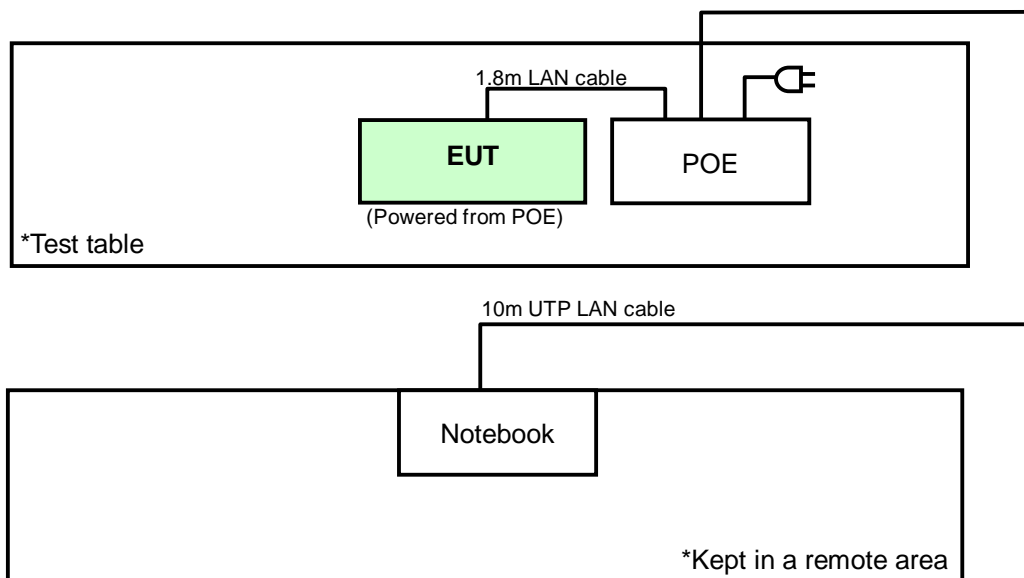 1.8m LAN cable
EUT
POE
(Powered from POE)
*Test table
10m UTP LAN cable
Notebook
*Kept in a remote area